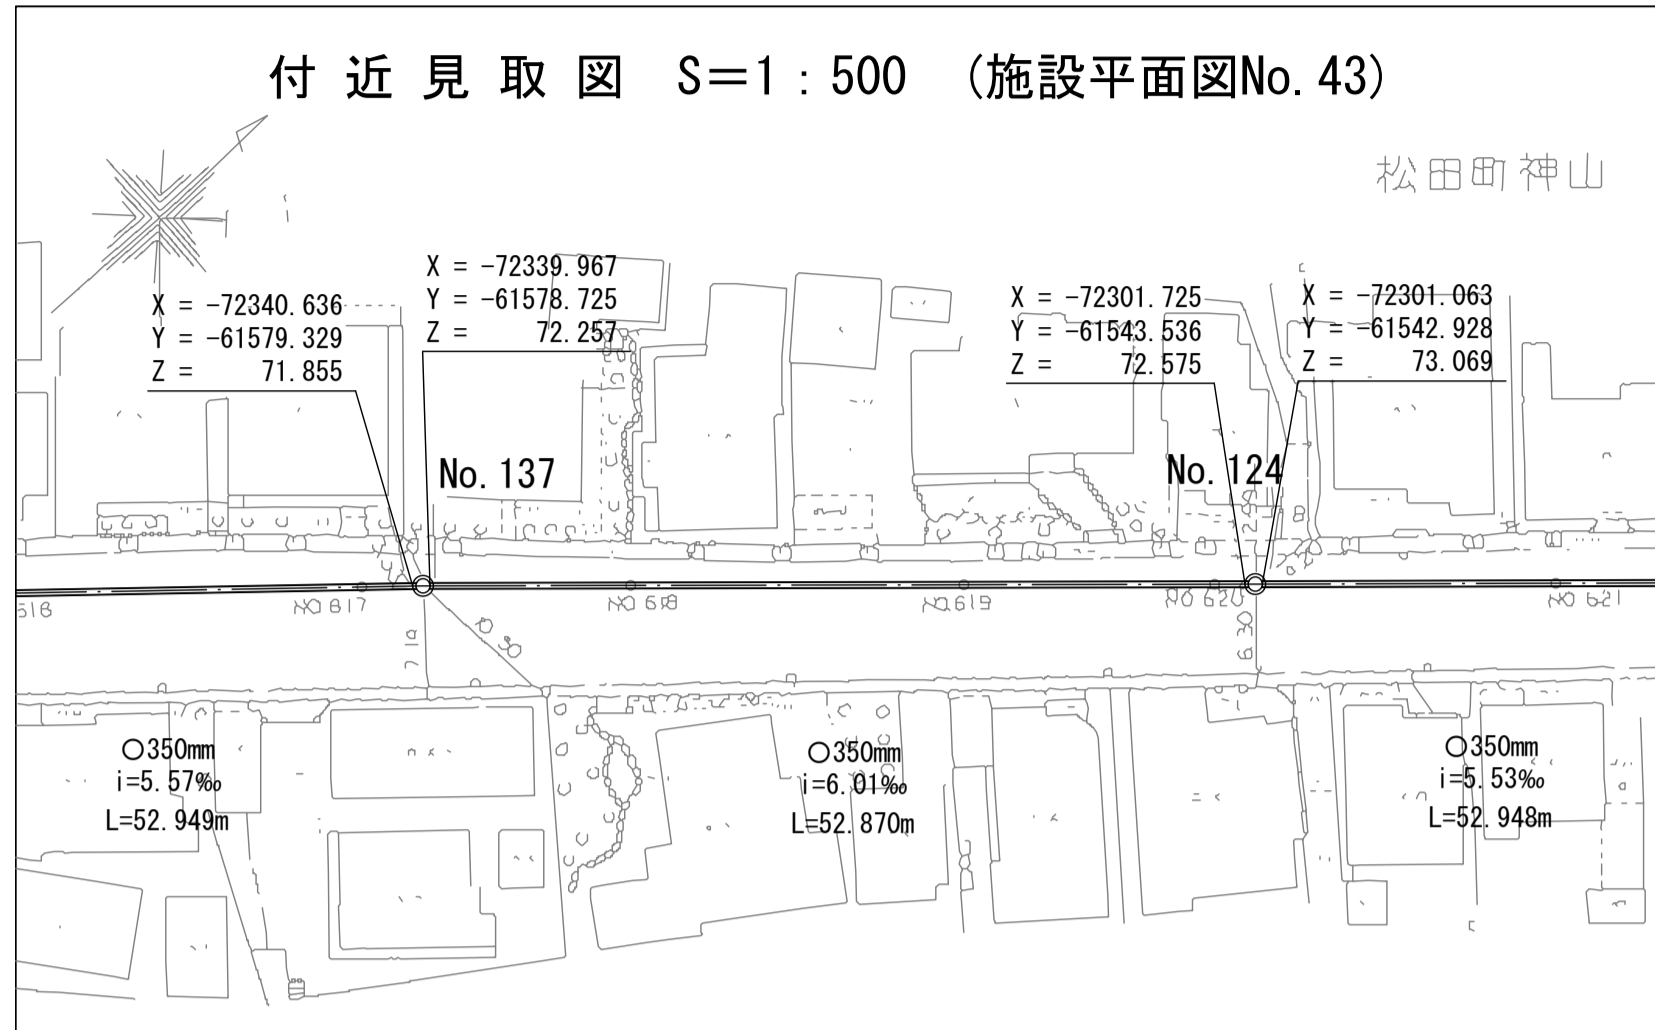 付近見取図 S=1:500 (施設平面図No.43)
松田町神山
X = -72340.636
Y = -61579.329
Z = 71.855
X = -72339.967
Y = -61578.725
Z = 72.257
X = -72301.725
Y = -61543.536
Z = 72.575
X = -72301.063
Y = -61542.928
Z = 73.069
No.137
No.124
NO 617
NO 618
NO 619
NO 620
NO 621
6.30
○350mm
i=5.57‰
L=52.949m
○350mm
i=6.01‰
L=52.870m
○350mm
i=5.53‰
L=52.948m